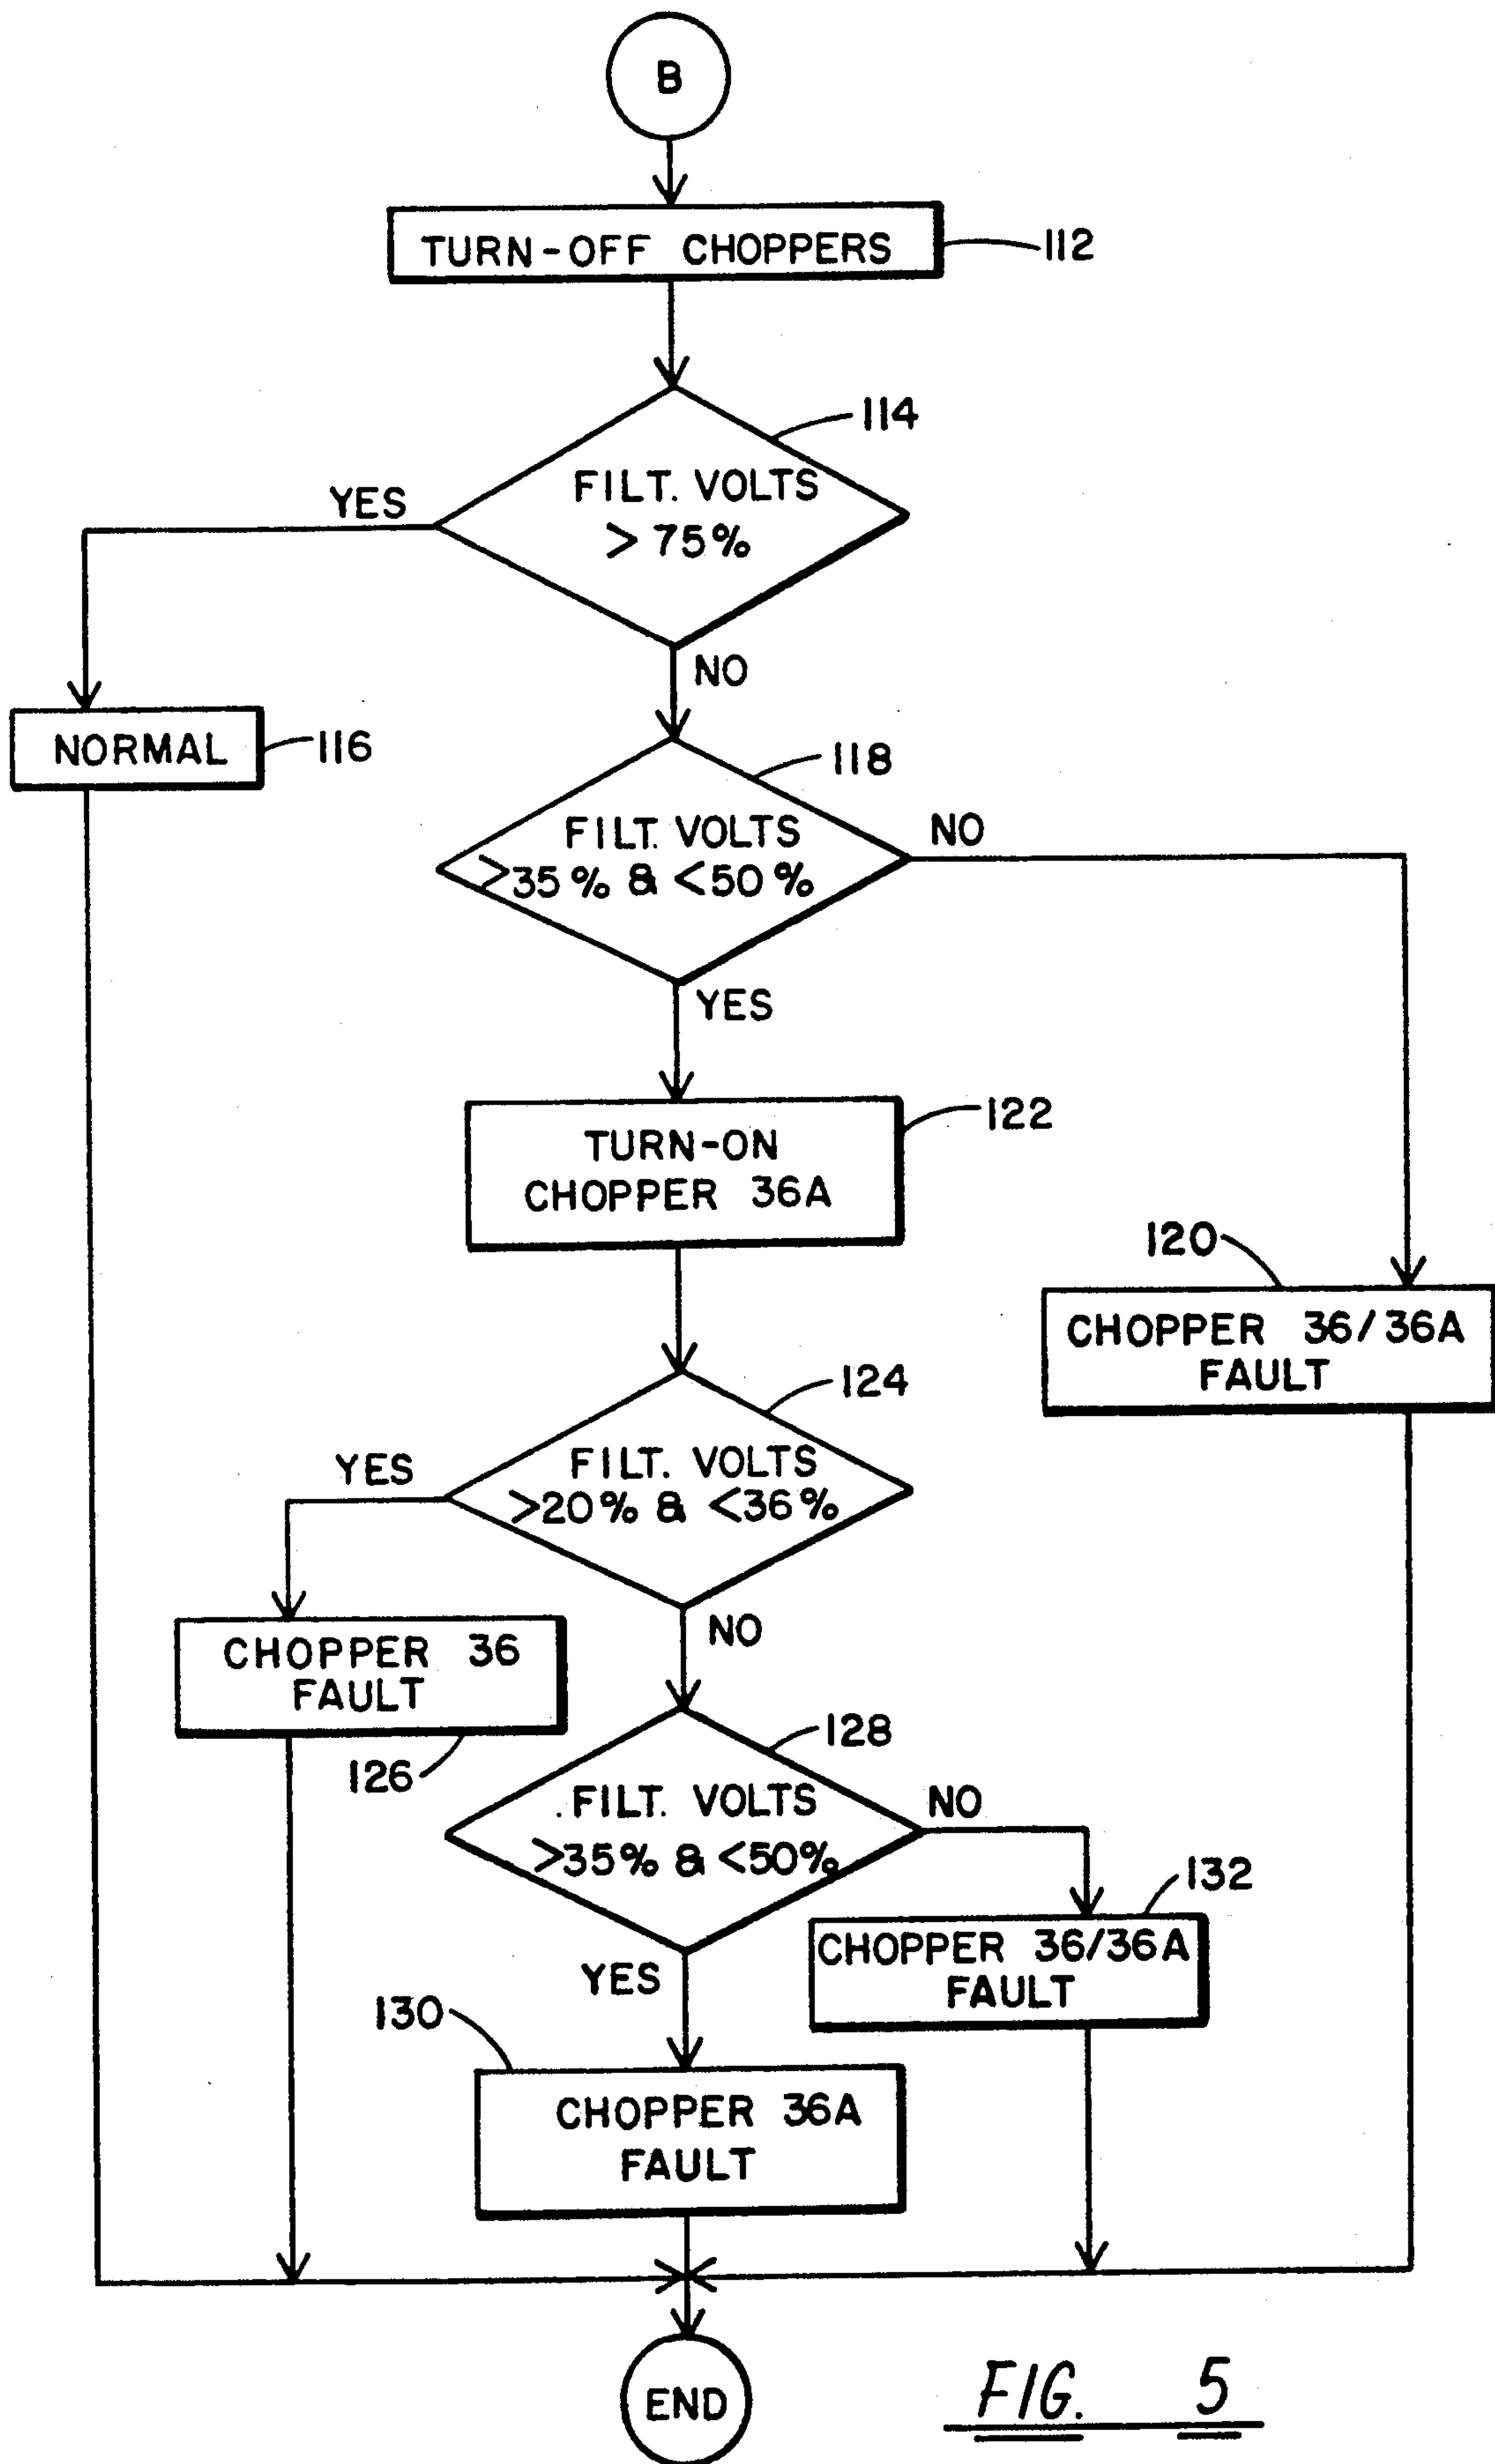 B
TURN-OFF CHOPPERS
112
114
FILT. VOLTS
> 75%
YES
NO
NORMAL
116
118
FILT. VOLTS
>35% & <50%
NO
YES
TURN-ON
CHOPPER 36A
122
120
CHOPPER 36/36A
FAULT
124
FILT. VOLTS
>20% & <36%
YES
NO
CHOPPER 36
FAULT
126
128
FILT. VOLTS
>35% & <50%
NO
YES
132
CHOPPER 36/36A
FAULT
130
CHOPPER 36A
FAULT
END
FIG. 5